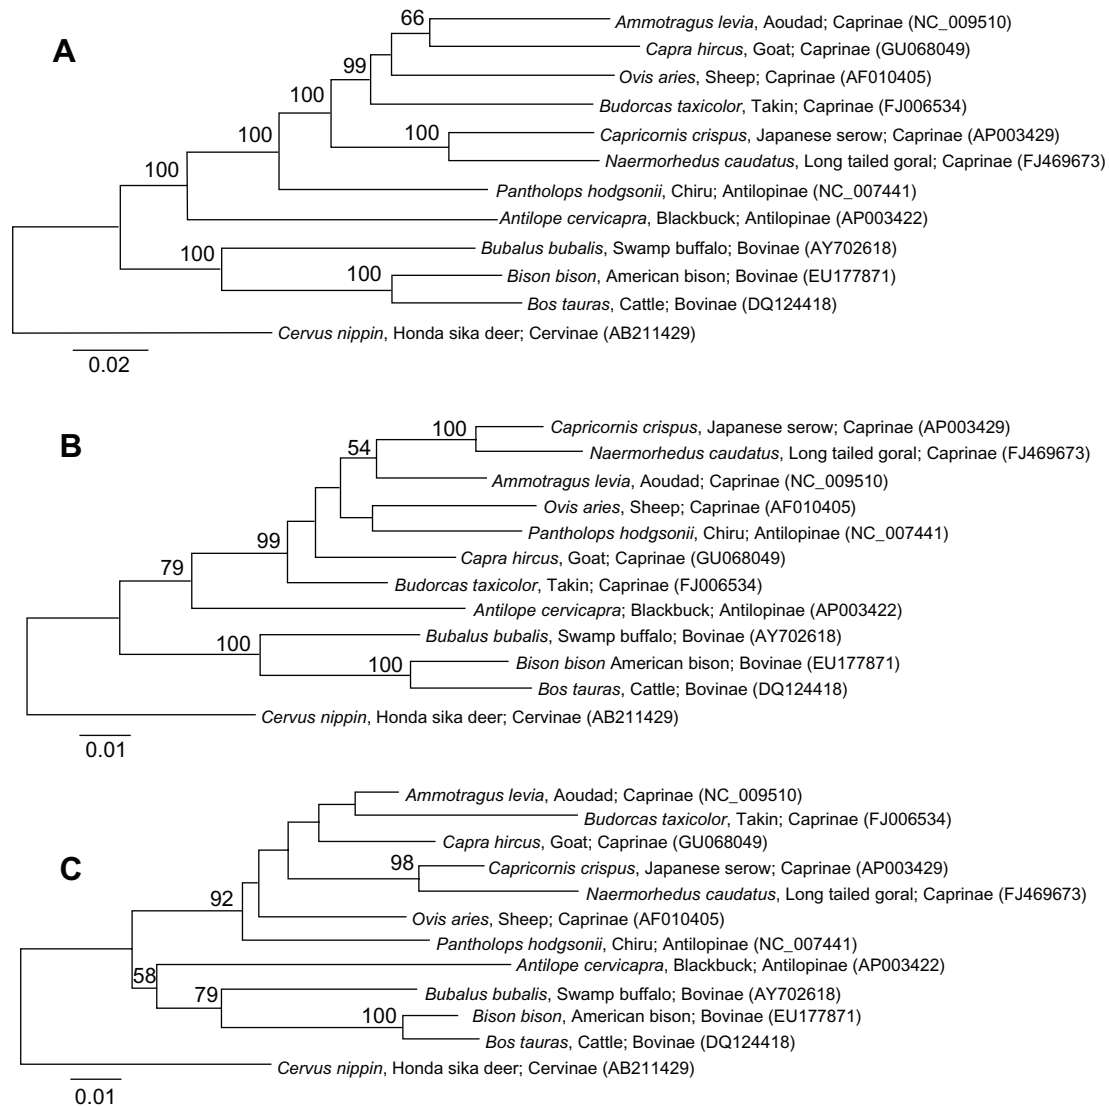 66
Ammotragus levia, Aoudad; Caprinae (NC_009510)
A
Capra hircus, Goat; Caprinae (GU068049)
99
Ovis aries, Sheep; Caprinae (AF010405)
100
Budorcas taxicolor, Takin; Caprinae (FJ006534)
100
100
Capricornis crispus, Japanese serow; Caprinae (AP003429)
Naermorhedus caudatus, Long tailed goral; Caprinae (FJ469673)
100
Pantholops hodgsonii, Chiru; Antilopinae (NC_007441)
Antilope cervicapra, Blackbuck; Antilopinae (AP003422)
100
Bubalus bubalis, Swamp buffalo; Bovinae (AY702618)
100
Bison bison, American bison; Bovinae (EU177871)
Bos tauras, Cattle; Bovinae (DQ124418)
Cervus nippin, Honda sika deer; Cervinae (AB211429)
0.02
B
100
Capricornis crispus, Japanese serow; Caprinae (AP003429)
54
Naermorhedus caudatus, Long tailed goral; Caprinae (FJ469673)
Ammotragus levia, Aoudad; Caprinae (NC_009510)
Ovis aries, Sheep; Caprinae (AF010405)
99
Pantholops hodgsonii, Chiru; Antilopinae (NC_007441)
79
Capra hircus, Goat; Caprinae (GU068049)
Budorcas taxicolor, Takin; Caprinae (FJ006534)
Antilope cervicapra; Blackbuck; Antilopinae (AP003422)
100
Bubalus bubalis, Swamp buffalo; Bovinae (AY702618)
100
Bison bison American bison; Bovinae (EU177871)
Bos tauras, Cattle; Bovinae (DQ124418)
Cervus nippin, Honda sika deer; Cervinae (AB211429)
0.01
Ammotragus levia, Aoudad; Caprinae (NC_009510)
Budorcas taxicolor, Takin; Caprinae (FJ006534)
Capra hircus, Goat; Caprinae (GU068049)
C
98
Capricornis crispus, Japanese serow; Caprinae (AP003429)
92
Naermorhedus caudatus, Long tailed goral; Caprinae (FJ469673)
Ovis aries, Sheep; Caprinae (AF010405)
Pantholops hodgsonii, Chiru; Antilopinae (NC_007441)
58
Antilope cervicapra, Blackbuck; Antilopinae (AP003422)
79
Bubalus bubalis, Swamp buffalo; Bovinae (AY702618)
100
Bison bison, American bison; Bovinae (EU177871)
Bos tauras, Cattle; Bovinae (DQ124418)
Cervus nippin, Honda sika deer; Cervinae (AB211429)
0.01